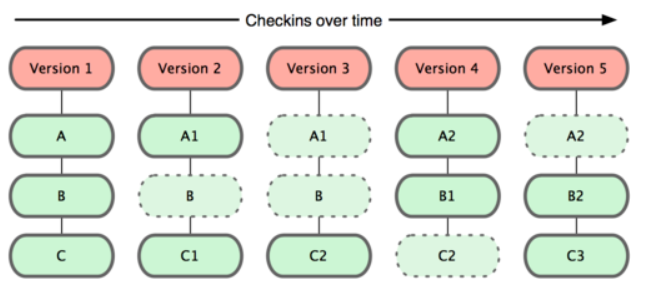 Checkins over time
Version 1 Version 2 Version 3 Version 4 Version 5
A A1 A1 A2 A2
B B B B1 B2
C C1 C2 C2 C3